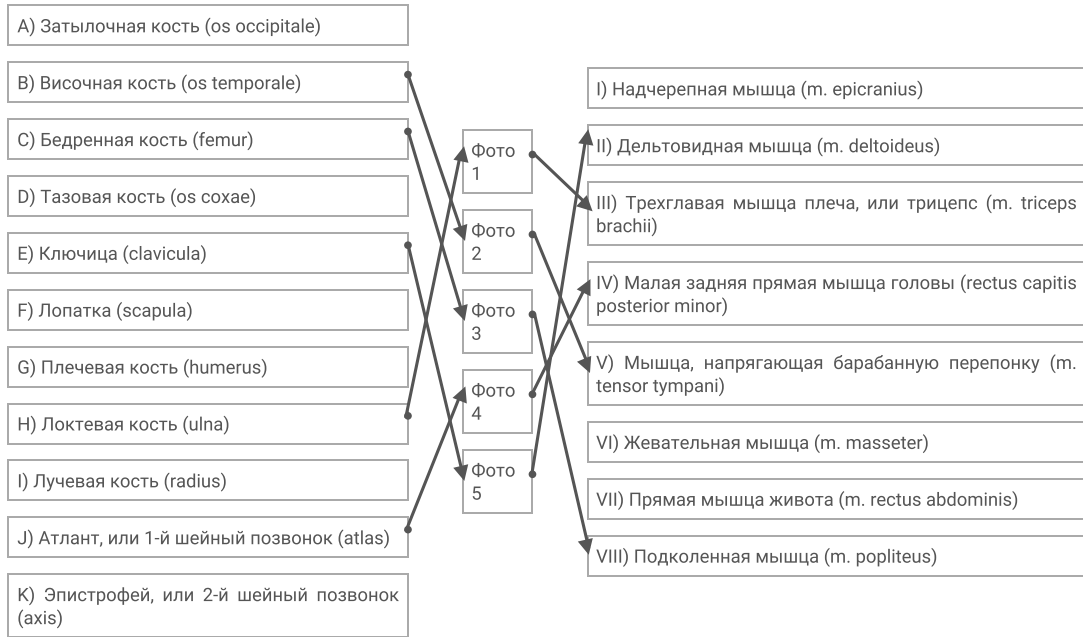 A) Затылочная кость (os occipitale)
B) Височная кость (os temporale)
C) Бедренная кость (femur)
D) Тазовая кость (os coxae)
E) Ключица (clavicula)
F) Лопатка (scapula)
G) Плечевая кость (humerus)
H) Локтевая кость (ulna)
I) Лучевая кость (radius)
J) Атлант, или 1-й шейный позвонок (atlas)
K) Эпистрофей, или 2-й шейный позвонок
(axis)
Фото
1
Фото
2
Фото
3
Фото
4
Фото
5
I) Надчерепная мышца (m. epicranius)
II) Дельтовидная мышца (m. deltoideus)
III) Трехглавая мышца плеча, или трицепс (m. triceps
brachii)
IV) Малая задняя прямая мышца головы (rectus capitis
posterior minor)
V) Мышца, напрягающая барабанную перепонку (m.
tensor tympani)
VI) Жевательная мышца (m. masseter)
VII) Прямая мышца живота (m. rectus abdominis)
VIII) Подколенная мышца (m. popliteus)